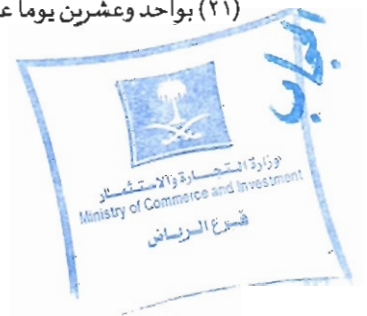 (٢١) بواحد وعشرين يوما
وزارة التجارة والاستثمار
Ministry of Commerce and Investment
فرع الرياض